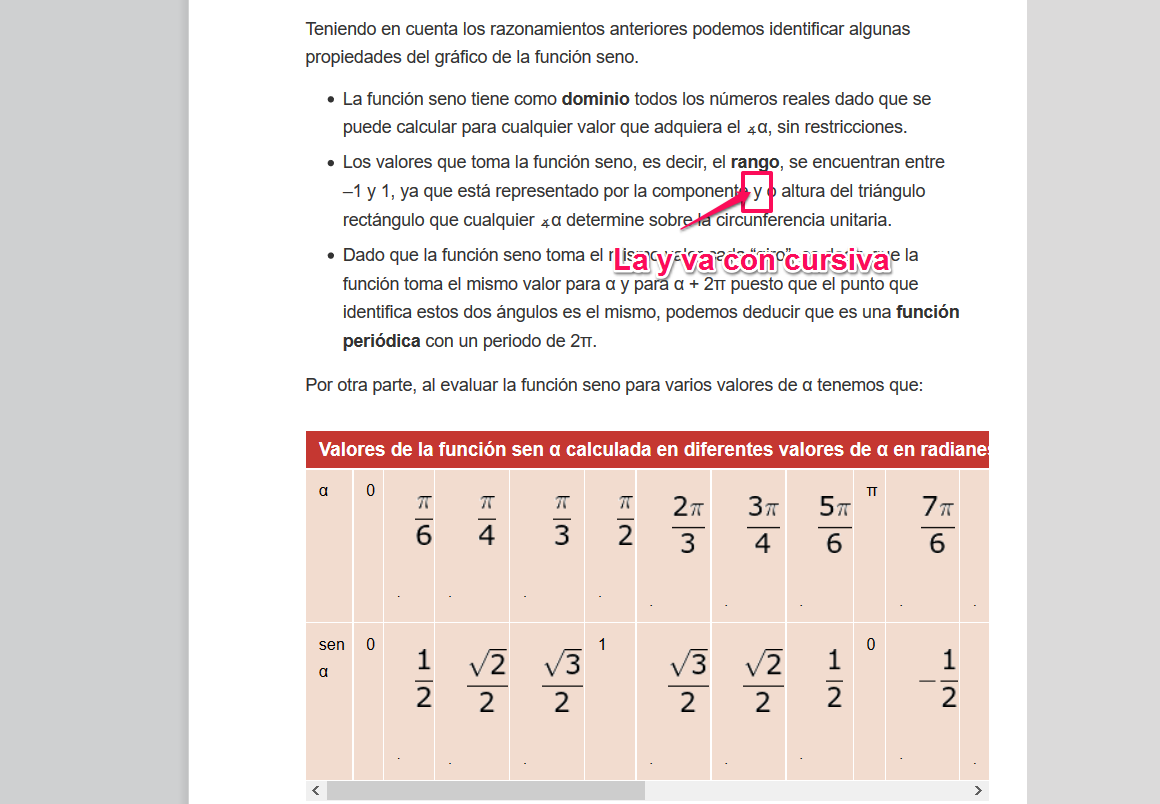 Teniendo en cuenta los razonamientos anteriores podemos identificar algunas
propiedades del gráfico de la función seno.
• La función seno tiene como dominio todos los números reales dado que se
puede calcular para cualquier valor que adquiera el ∡α, sin restricciones.
• Los valores que toma la función seno, es decir, el rango, se encuentran entre
–1 y 1, ya que está representado por la componente y o altura del triángulo
rectángulo que cualquier ∡α determine sobre la circunferencia unitaria.
La y va con cursiva
• Dado que la función seno toma el mismo valor cada "giro", es decir que la
función toma el mismo valor para α y para α + 2π puesto que el punto que
identifica estos dos ángulos es el mismo, podemos deducir que es una función
periódica con un periodo de 2π.
Por otra parte, al evaluar la función seno para varios valores de α tenemos que:
Valores de la función sen α calculada en diferentes valores de α en radianes
α 0 π/6 π/4 π/3 π/2 2π/3 3π/4 5π/6 π 7π/6
sen α 0 1/2 √2/2 √3/2 1 √3/2 √2/2 1/2 0 −1/2